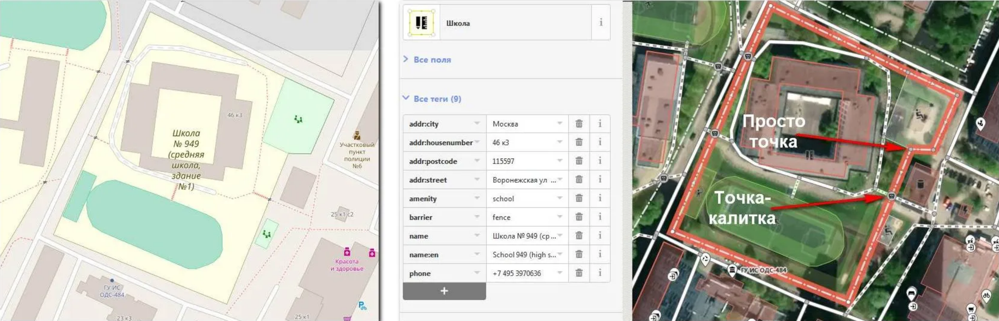 46 к3
Школа
№ 949
(средняя
школа,
здание
№1)
Участковый
пункт
полиции
№6
25 к1 с2
Красота
и здоровье
ГУ ИС
ОДС-484
23 к3
25 к1
P
Школа
i
Все поля
Все теги (9)
addr:city Москва i
addr:housenumber 46 к3 i
addr:postcode 115597 i
addr:street Воронежская ул ... i
amenity school i
barrier fence i
name Школа № 949 (ср ... i
name:en School 949 (high s... i
phone +7 495 3970636 i
+
Просто
точка
Точка-
калитка
ГУ ИС ОДС-484